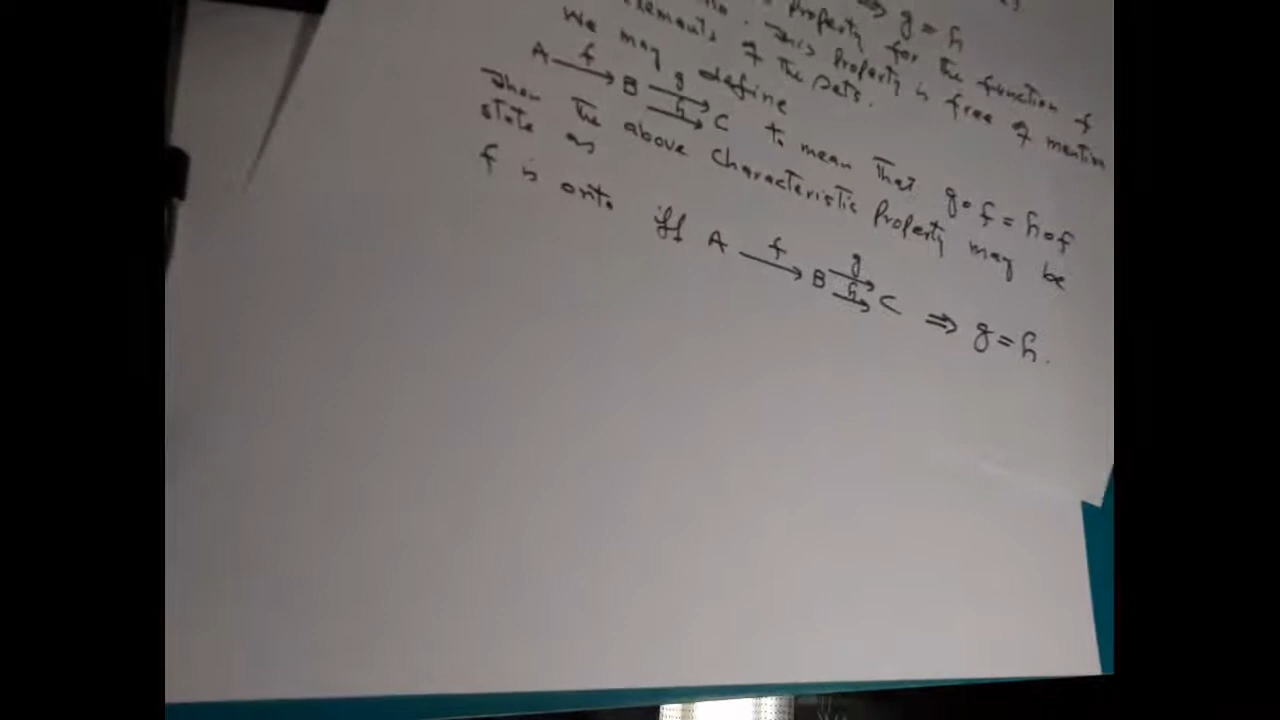 ⇒ g = h
Property for the function f
This Property is free of mention
elements of the sets.
We may define
A --f--> B ==g, h==> C to mean that g∘f = h∘f
Then the above characteristic Property may be
state as
f is onto iff A --f--> B ==g, h==> C ⇒ g = h.